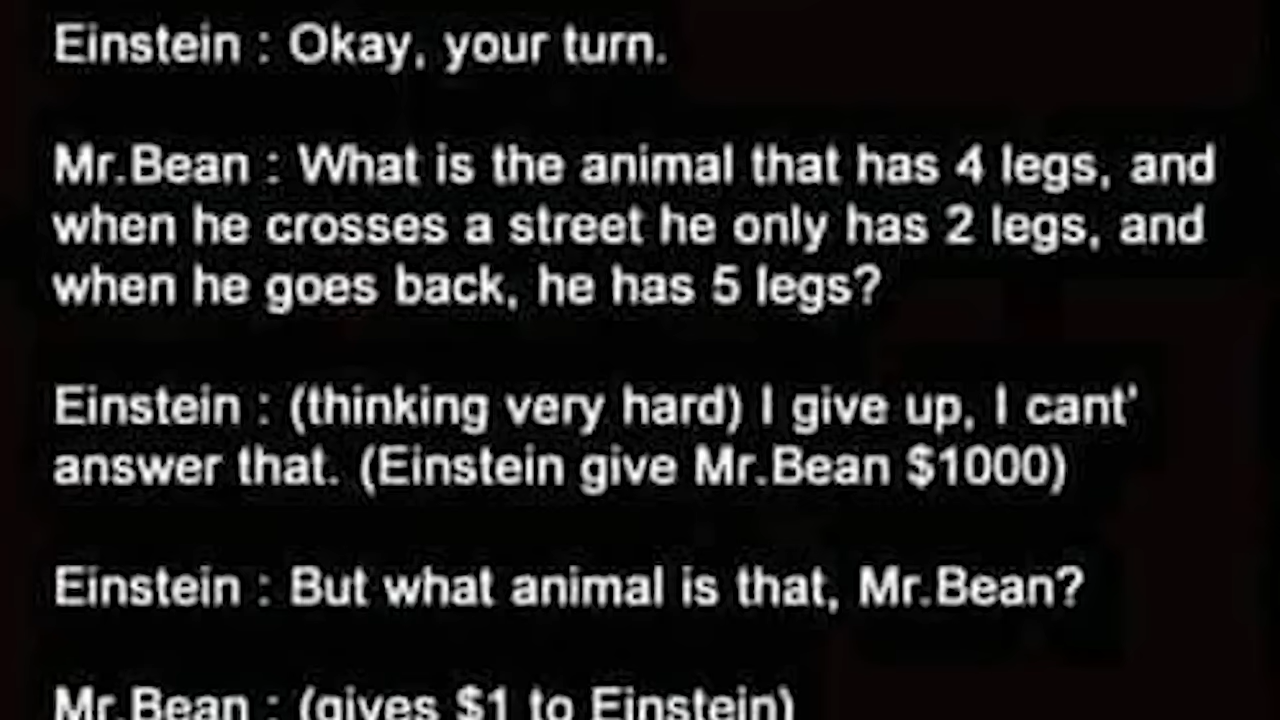 Einstein : Okay, your turn.
Mr.Bean : What is the animal that has 4 legs, and
when he crosses a street he only has 2 legs, and
when he goes back, he has 5 legs?
Einstein : (thinking very hard) I give up, I cant'
answer that. (Einstein give Mr.Bean $1000)
Einstein : But what animal is that, Mr.Bean?
Mr.Bean : (gives $1 to Einstein)